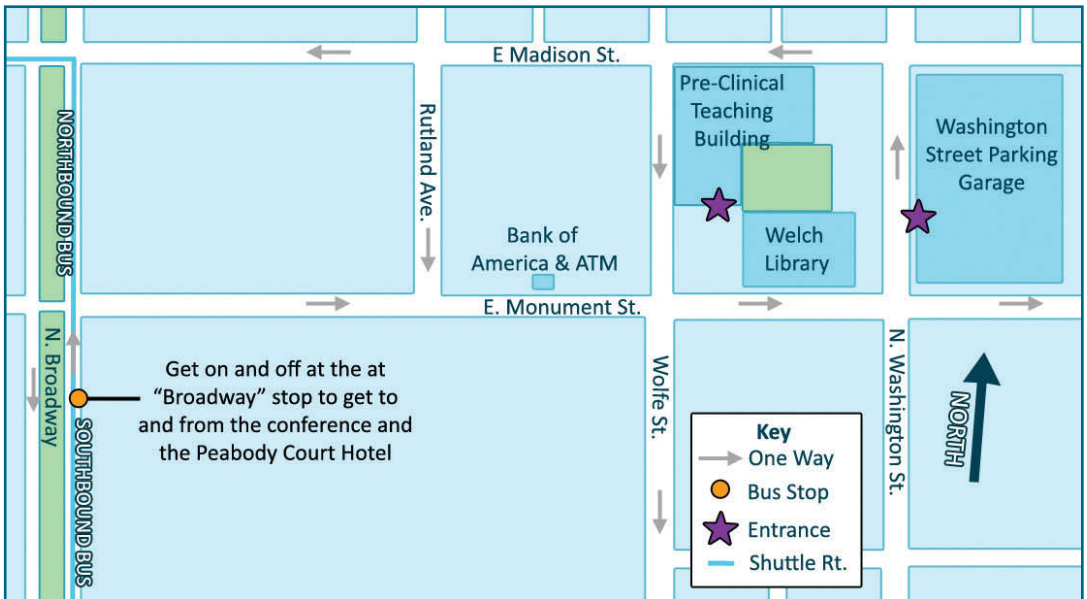 E Madison St.
NORTHBOUND BUS
Rutland Ave.
Pre-Clinical
Teaching
Building
Washington
Street Parking
Garage
Bank of
America & ATM
Welch
Library
E. Monument St.
N. Broadway
SOUTHBOUND BUS
Get on and off at the at
“Broadway” stop to get to
and from the conference and
the Peabody Court Hotel
Wolfe St.
N. Washington St.
NORTH
Key
One Way
Bus Stop
Entrance
Shuttle Rt.